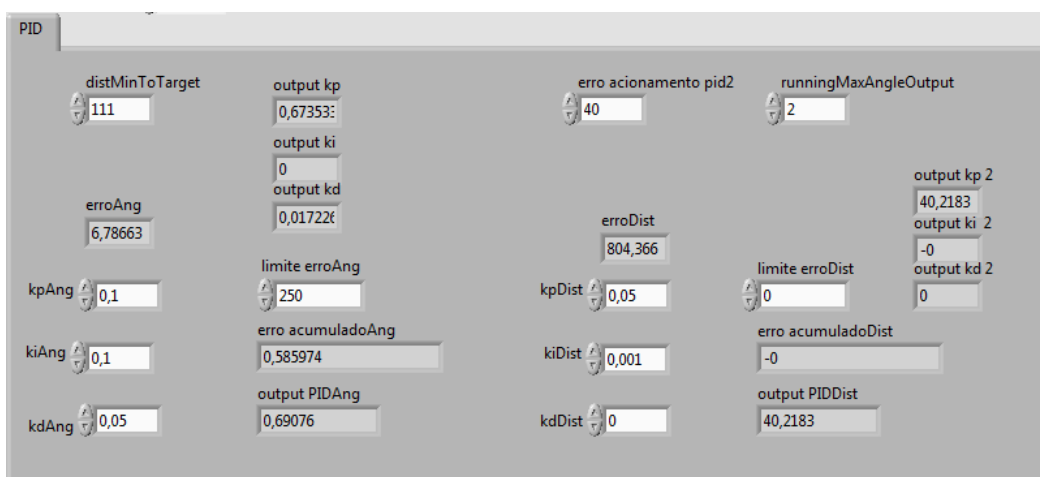 PID
distMinToTarget
111
output kp
0,67353
output ki
0
output kd
0,01722
erro acionamento pid2
40
runningMaxAngleOutput
2
erroAng
6,78663
erroDist
804,366
output kp 2
40,2183
output ki 2
-0
output kd 2
0
kpAng
0,1
limite erroAng
250
kpDist
0,05
limite erroDist
0
kiAng
0,1
erro acumuladoAng
0,585974
kiDist
0,001
erro acumuladoDist
-0
kdAng
0,05
output PIDAng
0,69076
kdDist
0
output PIDDist
40,2183